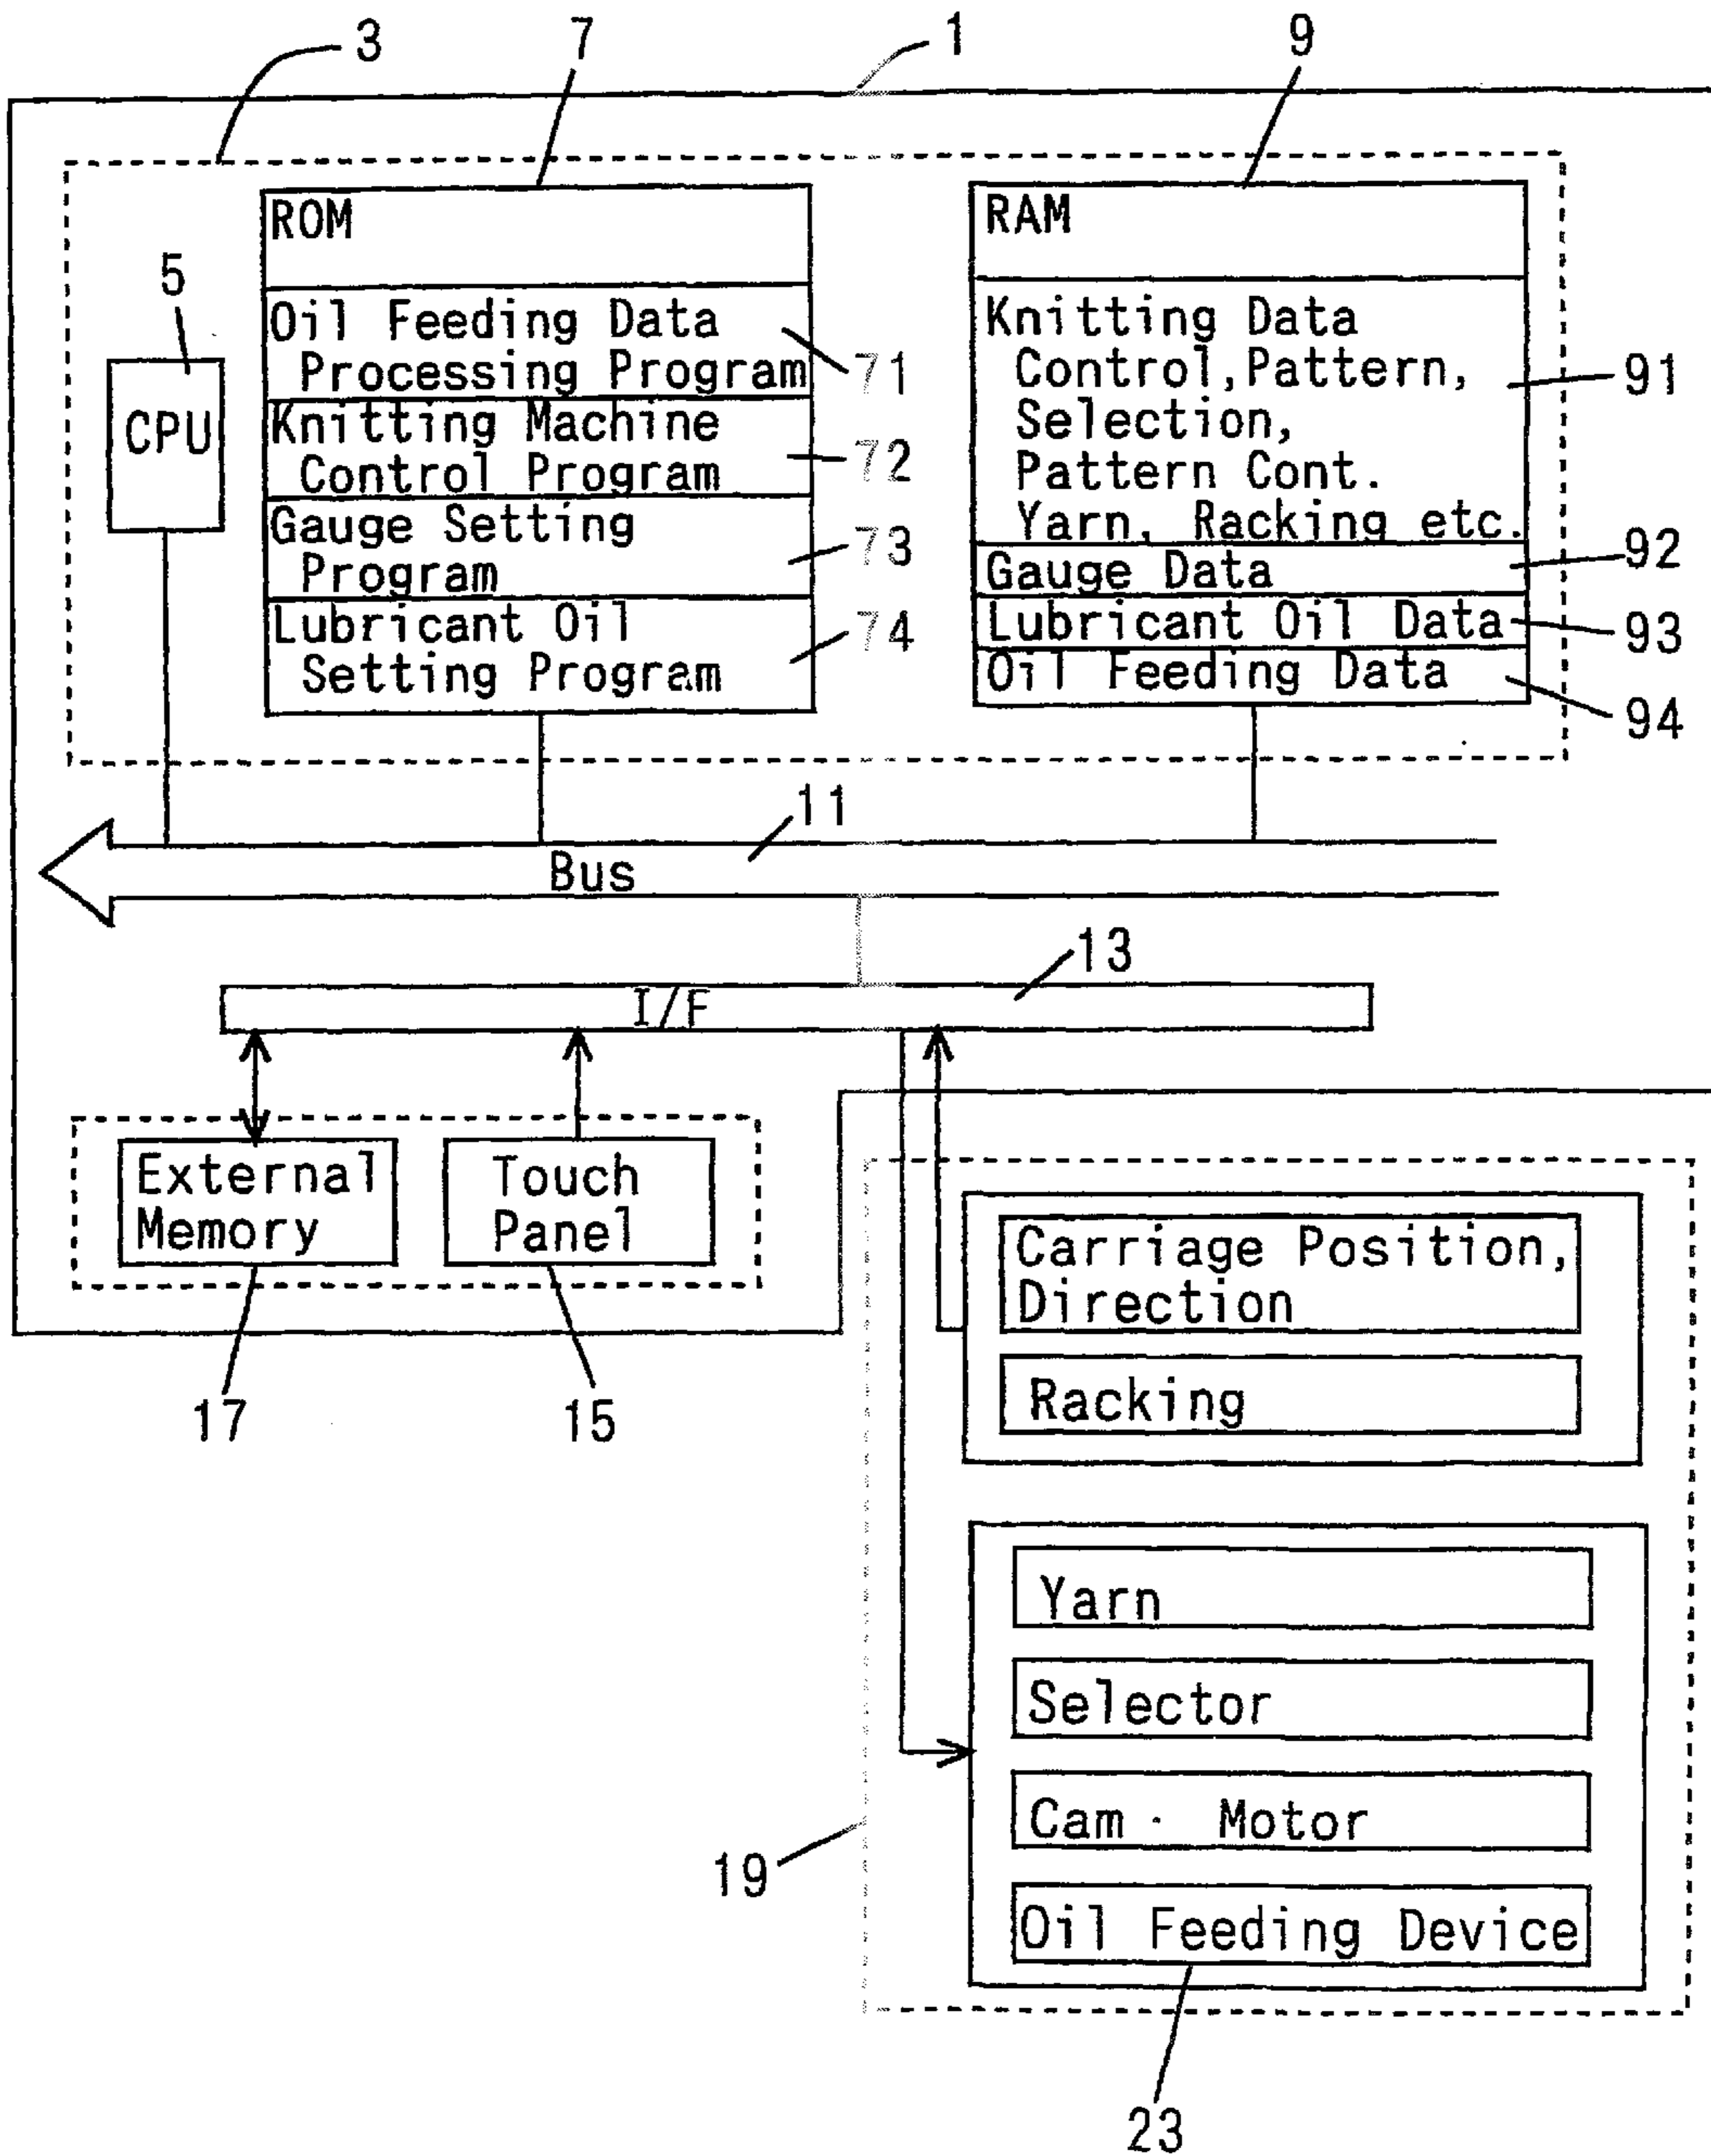 3
7
1
9
ROM
RAM
5
CPU
Oil Feeding Data
Processing Program
71
Knitting Machine
Control Program
72
Gauge Setting
Program
73
Lubricant Oil
Setting Program
74
Knitting Data
Control,Pattern,
Selection,
Pattern Cont.
Yarn, Racking etc.
91
Gauge Data
92
Lubricant Oil Data
93
Oil Feeding Data
94
11
Bus
13
I/F
External
Memory
Touch
Panel
17
15
Carriage Position,
Direction
Racking
Yarn
Selector
Cam · Motor
Oil Feeding Device
19
23